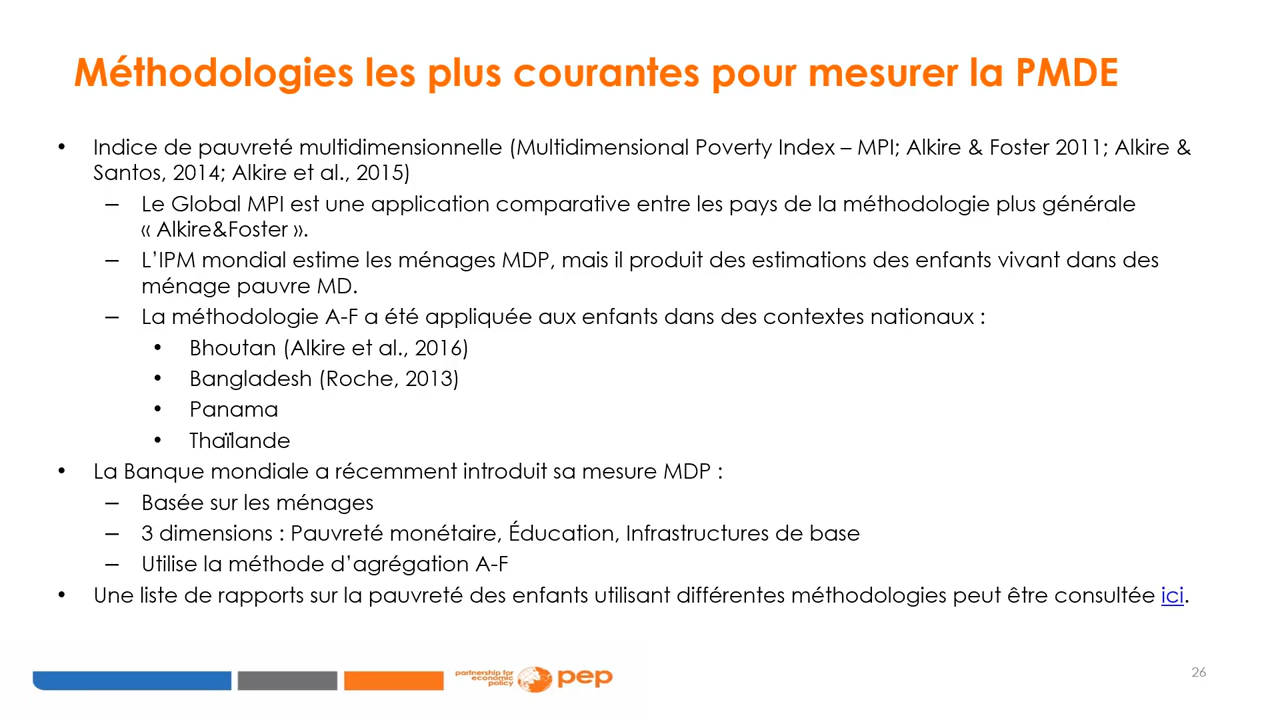 Méthodologies les plus courantes pour mesurer la PMDE
• Indice de pauvreté multidimensionnelle (Multidimensional Poverty Index – MPI; Alkire & Foster 2011; Alkire &
Santos, 2014; Alkire et al., 2015)
– Le Global MPI est une application comparative entre les pays de la méthodologie plus générale
« Alkire&Foster ».
– L’IPM mondial estime les ménages MDP, mais il produit des estimations des enfants vivant dans des
ménage pauvre MD.
– La méthodologie A-F a été appliquée aux enfants dans des contextes nationaux :
• Bhoutan (Alkire et al., 2016)
• Bangladesh (Roche, 2013)
• Panama
• Thaïlande
• La Banque mondiale a récemment introduit sa mesure MDP :
– Basée sur les ménages
– 3 dimensions : Pauvreté monétaire, Éducation, Infrastructures de base
– Utilise la méthode d’agrégation A-F
• Une liste de rapports sur la pauvreté des enfants utilisant différentes méthodologies peut être consultée ici.
partnership for
economic
policy
pep
26